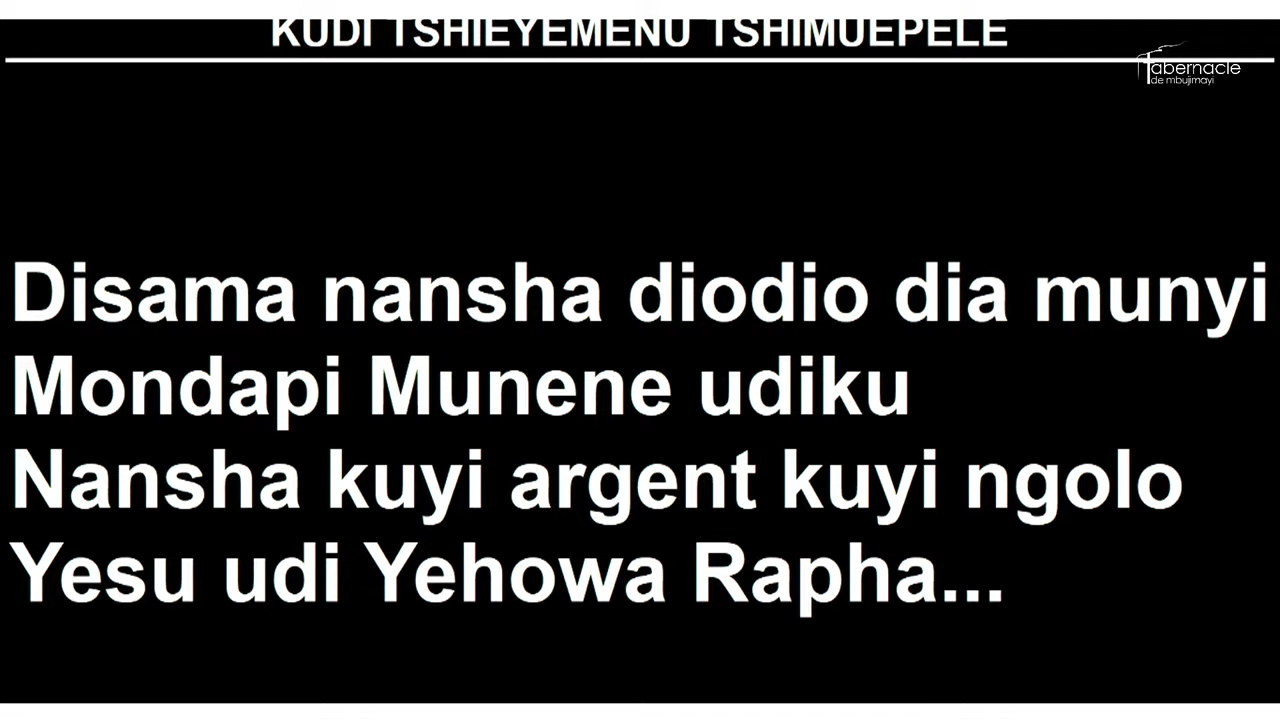 KUDI TSHIEYEMENU TSHIMUEPELE
Tabernacle
de mbujimayi
Disama nansha diodio dia munyi
Mondapi Munene udiku
Nansha kuyi argent kuyi ngolo
Yesu udi Yehowa Rapha...